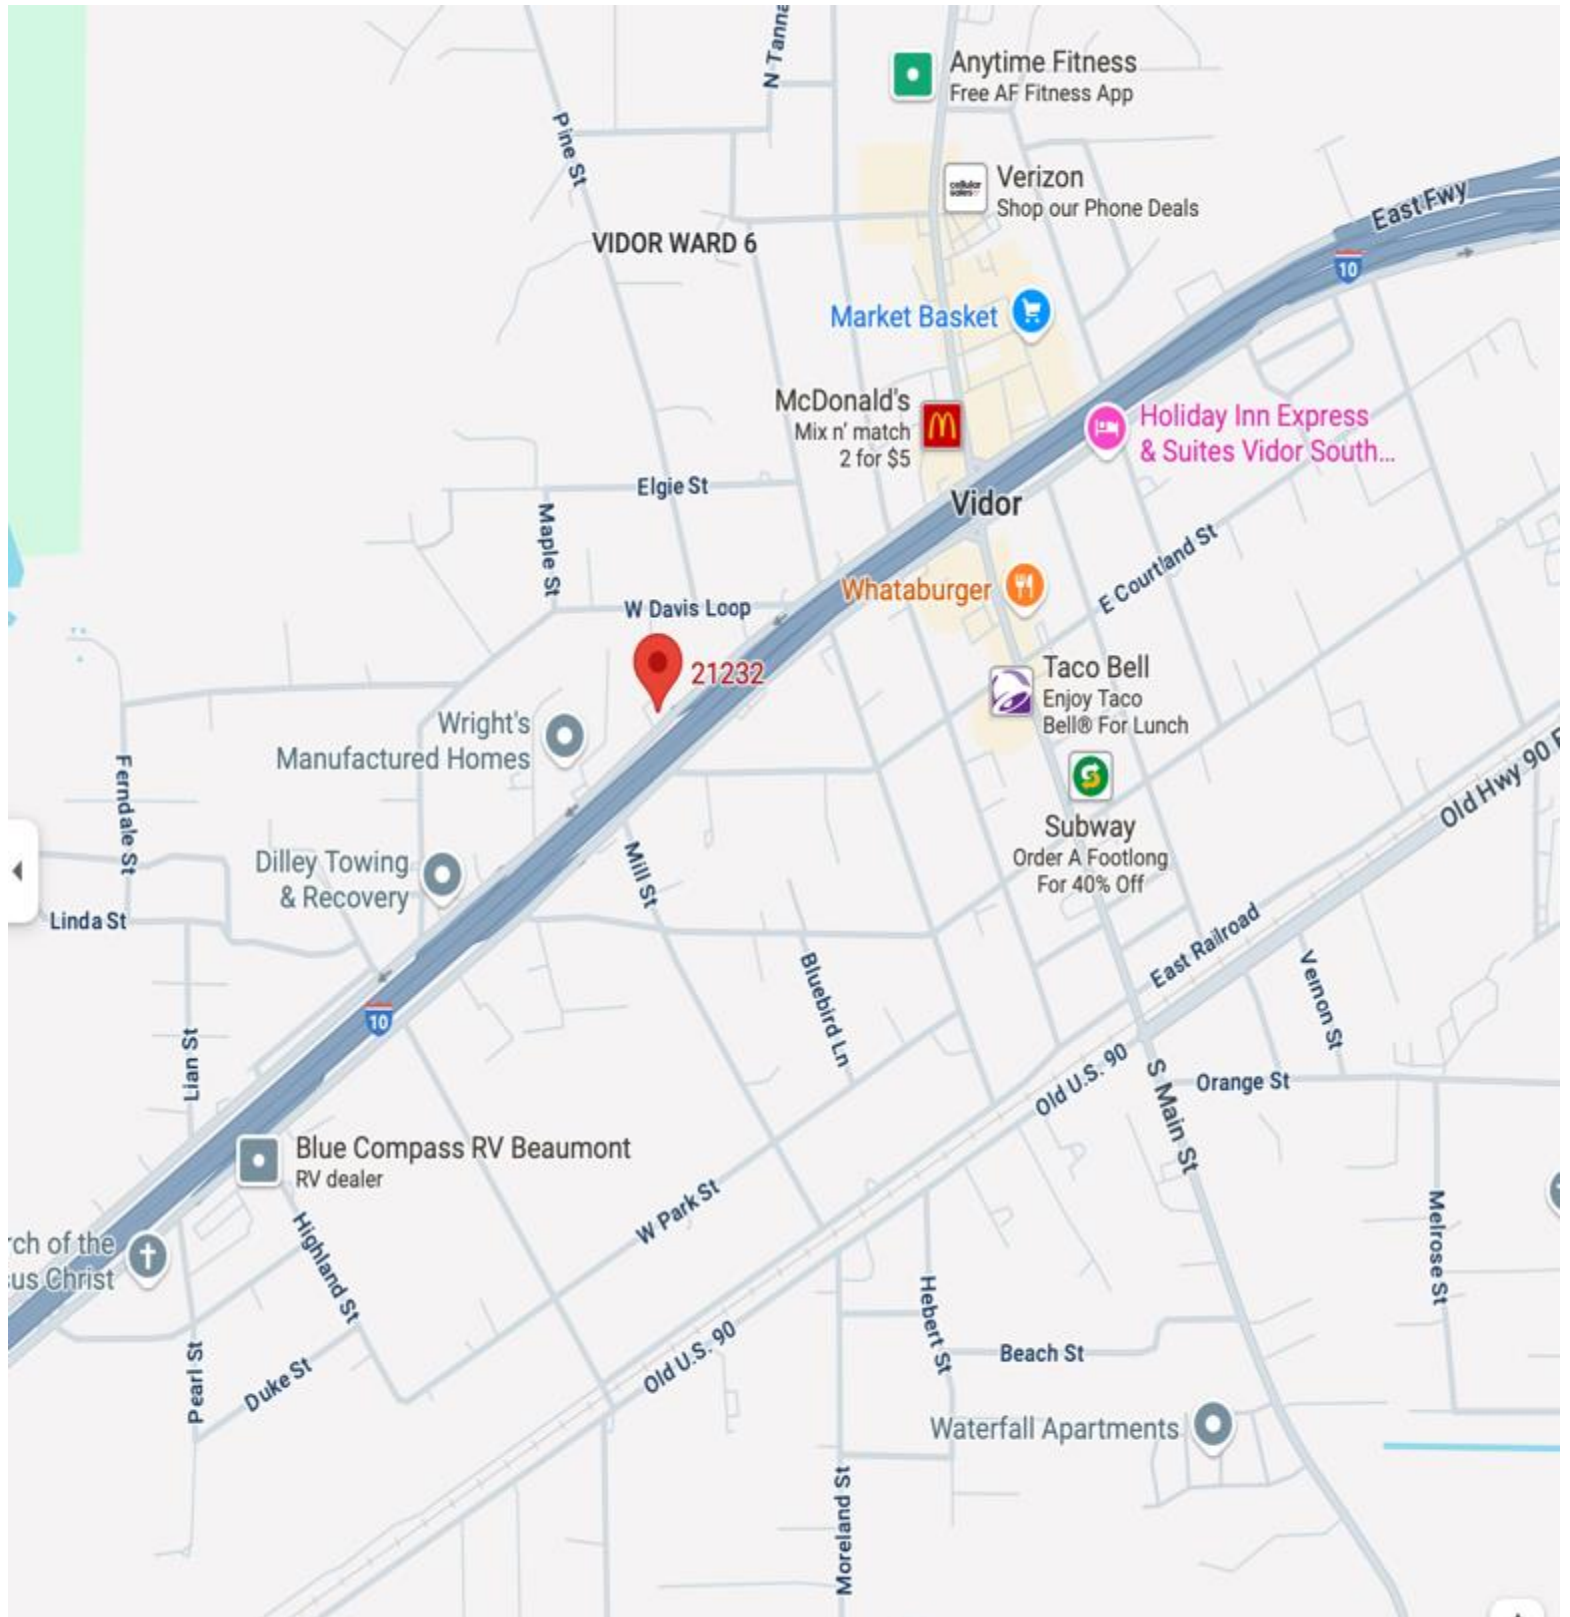 N Tanna
Anytime Fitness
Free AF Fitness App
Pine St
cellular
sales
Verizon
Shop our Phone Deals
East Fwy
VIDOR WARD 6
10
Market Basket
McDonald's
Mix n' match
2 for $5
Holiday Inn Express
& Suites Vidor South...
Elgie St
Vidor
Maple St
E Courtland St
Whataburger
W Davis Loop
21232
Taco Bell
Enjoy Taco
Bell® For Lunch
Wright's
Manufactured Homes
Ferndale St
Old Hwy 90 E
Subway
Order A Footlong
For 40% Off
Mill St
Dilley Towing
& Recovery
Linda St
East Railroad
Bluebird Ln
Vernon St
10
Lian St
Old U.S. 90
S Main St
Orange St
Blue Compass RV Beaumont
RV dealer
W Park St
Melrose St
rch of the
us Christ
Highland St
Hebert St
Pearl St
Duke St
Old U.S. 90
Beach St
Waterfall Apartments
Moreland St